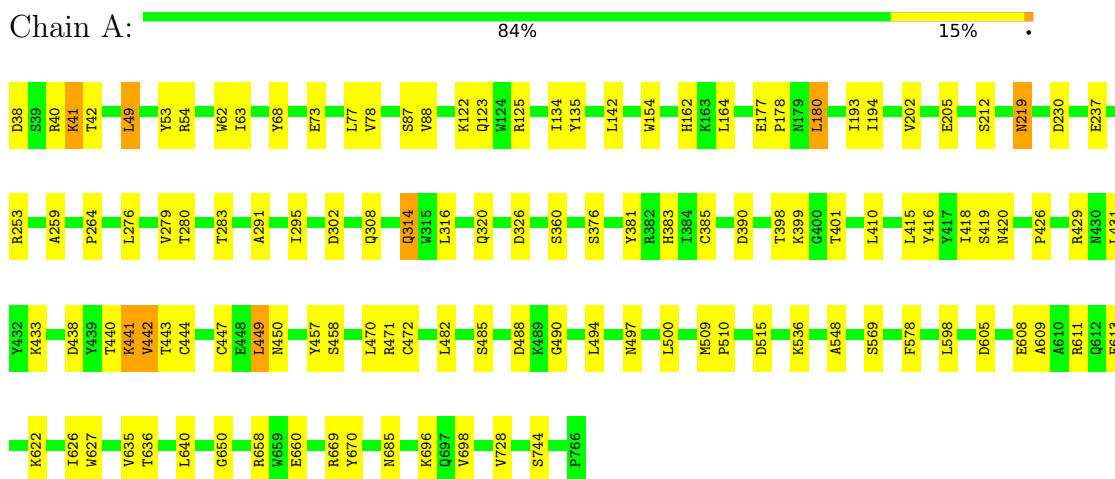 Chain A:
84% 15% •
D38 S39 R40 K41 T42 L49 Y53 R54 W62 I63 Y68 E73 L77 V78 S87 V88 K122 Q123 W124 R125 I134 Y135 L142 W154 H162 K163 L164 E177 P178 N179 L180 I193 I194 V202 E205 S212 N219 D230 E237
R253 A259 P264 L276 V279 T280 T283 A291 I295 D302 Q308 Q314 W315 L316 Q320 D326 S360 S376 Y381 R382 H383 I384 C385 D390 T398 K399 G400 T401 L410 L415 Y416 Y417 I418 S419 N420 P426 R429 N430 L431
Y432 K433 D438 Y439 T440 K441 V442 T443 C444 C447 E448 L449 N450 Y457 S458 L470 R471 C472 L482 S485 D488 K489 G490 L494 N497 L500 M509 P510 D515 K536 A548 S569 F578 L598 D605 E608 A609 A610 R611 Q612
K622 I626 W627 V635 T636 L640 G650 R658 W659 E660 R669 Y670 N685 K696 Q697 V698 V728 S744 P766